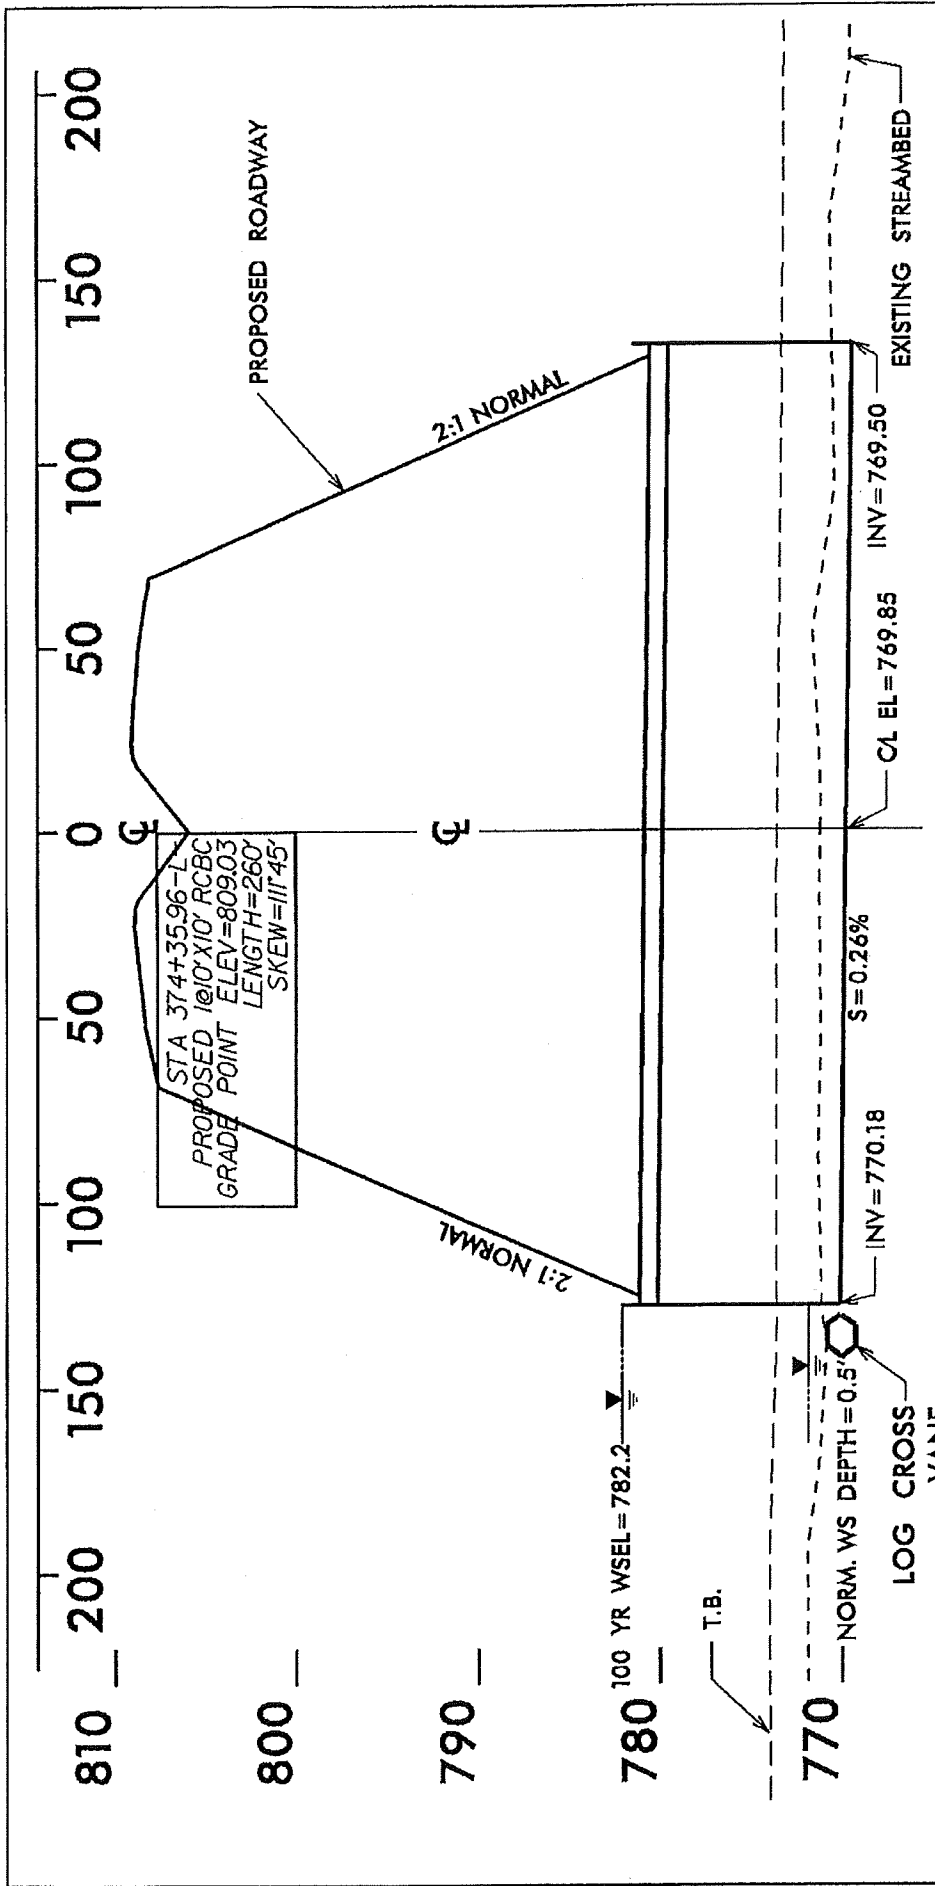 200
150
100
50
0
50
100
150
200
810
800
790
780
770
STA 374+35.96-L-
PROPOSED 1@10'X10' RCBC
GRADE POINT ELEV=809.03
LENGTH=260'
SKEW=111°45'
PROPOSED ROADWAY
2:1 NORMAL
2:1 NORMAL
100 YR WSEL=782.2
T.B.
NORM. WS DEPTH=0.5'
LOG CROSS
VANE
INV=770.18
S=0.26%
C/L EL=769.85
INV=769.50
EXISTING STREAMBED